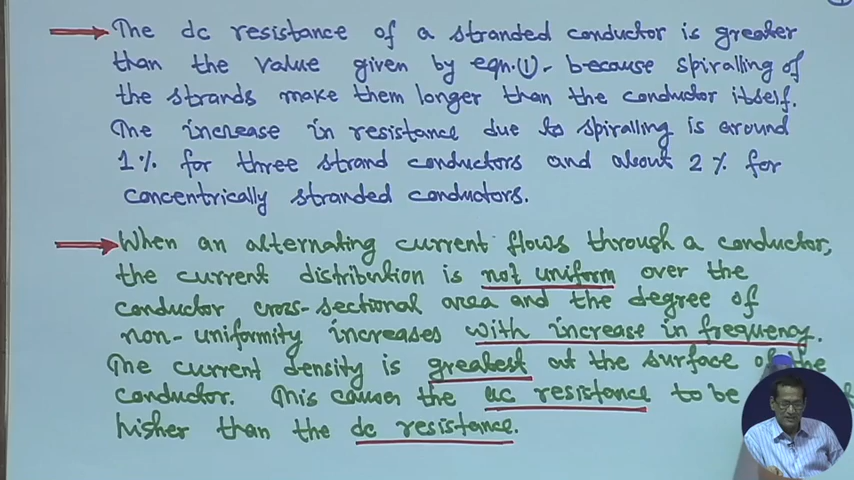 The dc resistance of a stranded conductor is greater
than the value given by eqn.(1), because spiralling of
the strands make them longer than the conductor itself.
The increase in resistance due to spiralling is around
1% for three strand conductors and about 2% for
concentrically stranded conductors.
When an alternating current flows through a conductor,
the current distribution is not uniform over the
conductor cross-sectional area and the degree of
non-uniformity increases with increase in frequency.
The current density is greatest at the surface of the
conductor. This causes the ac resistance to be
higher than the dc resistance.